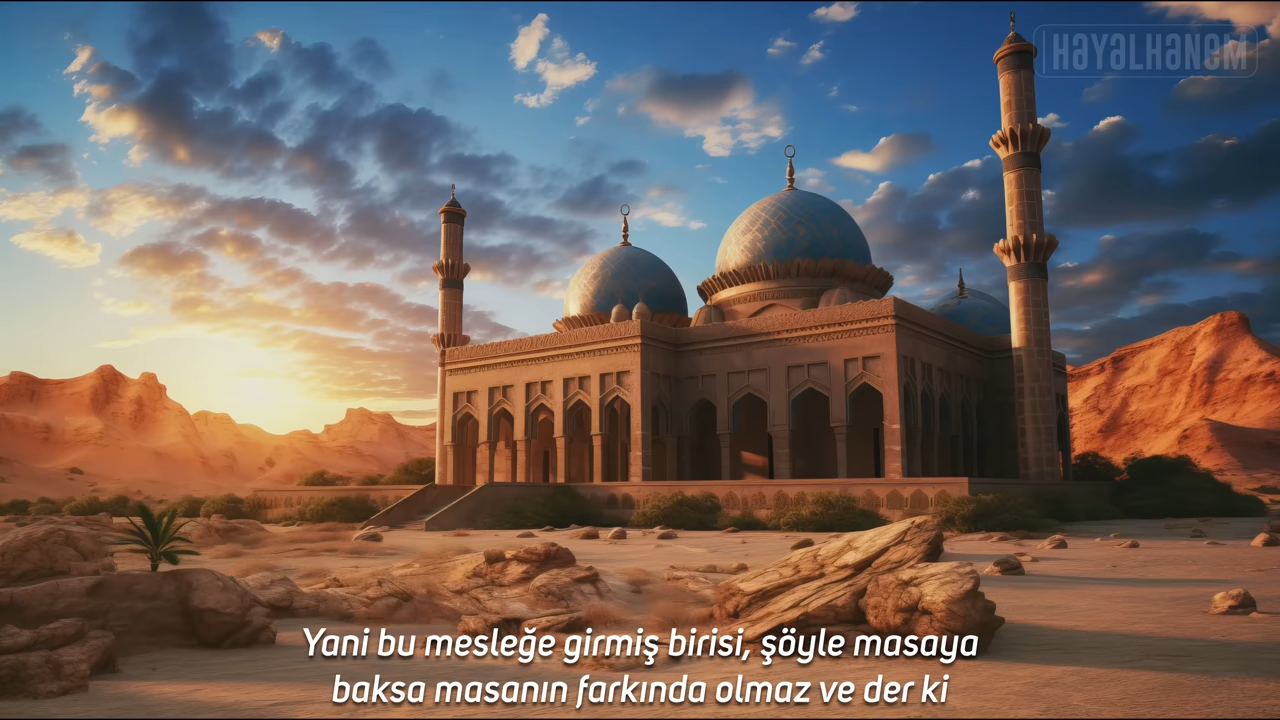 HAYALHANEM
Yani bu mesleğe girmiş birisi, şöyle masaya
baksa masanın farkında olmaz ve der ki